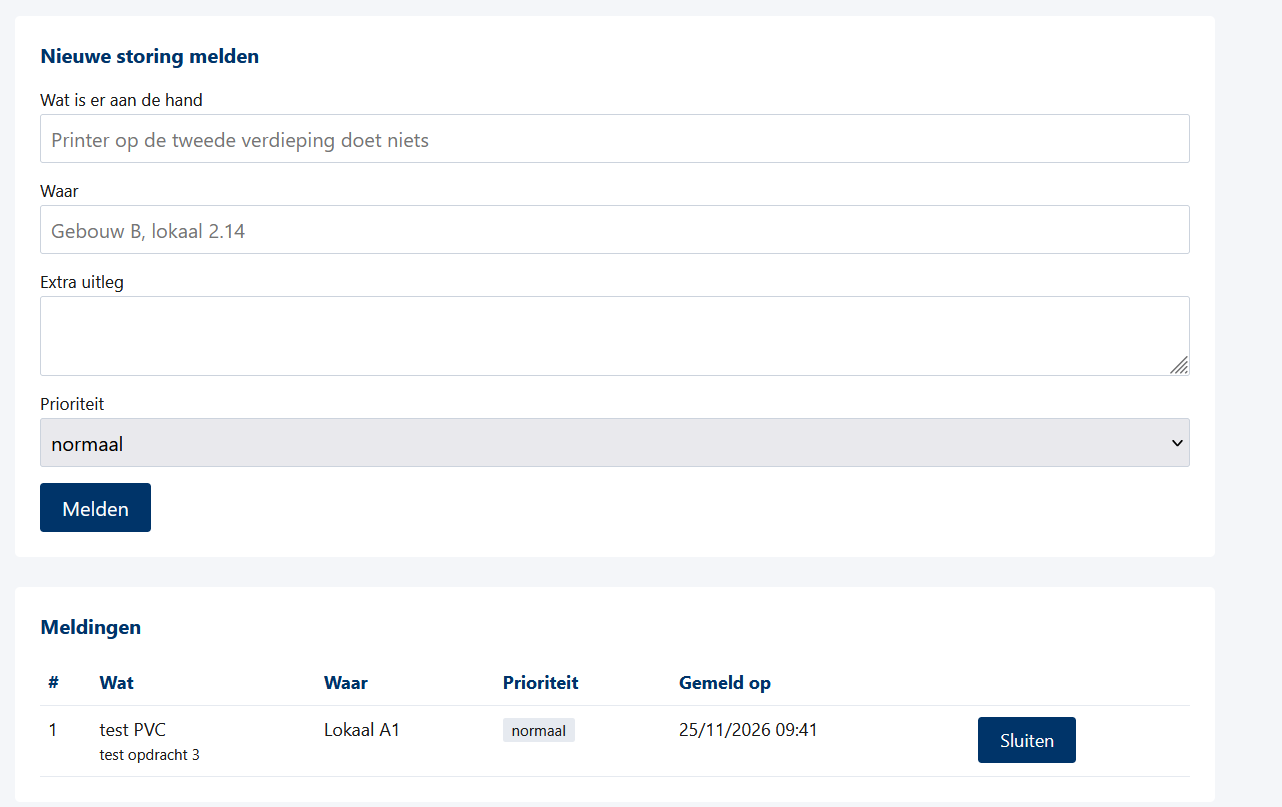 Nieuwe storing melden
Wat is er aan de hand
Printer op de tweede verdieping doet niets
Waar
Gebouw B, lokaal 2.14
Extra uitleg
Prioriteit
normaal
Melden
Meldingen
# Wat Waar Prioriteit Gemeld op
1 test PVC Lokaal A1 normaal 25/11/2026 09:41 Sluiten
test opdracht 3